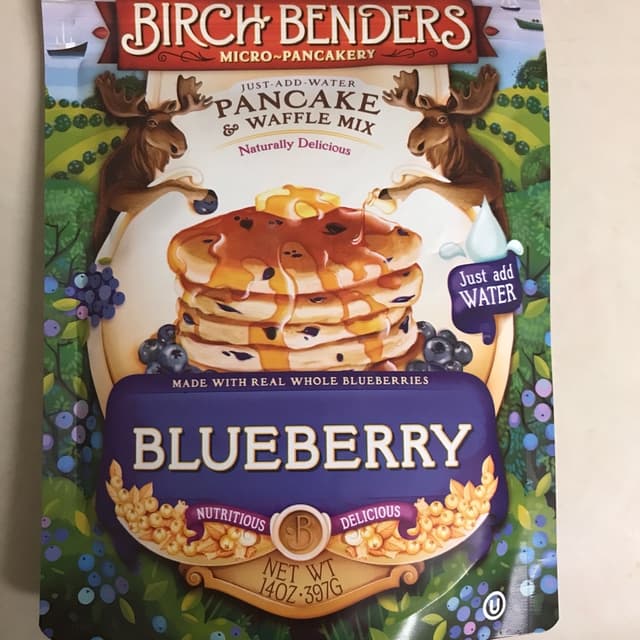 BIRCH BENDERS
MICRO~PANCAKERY
JUST-ADD-WATER
PANCAKE
& WAFFLE MIX
Naturally Delicious
Just add
WATER
MADE WITH REAL WHOLE BLUEBERRIES
BLUEBERRY
NUTRITIOUS B DELICIOUS
NET WT
14OZ·397G
U